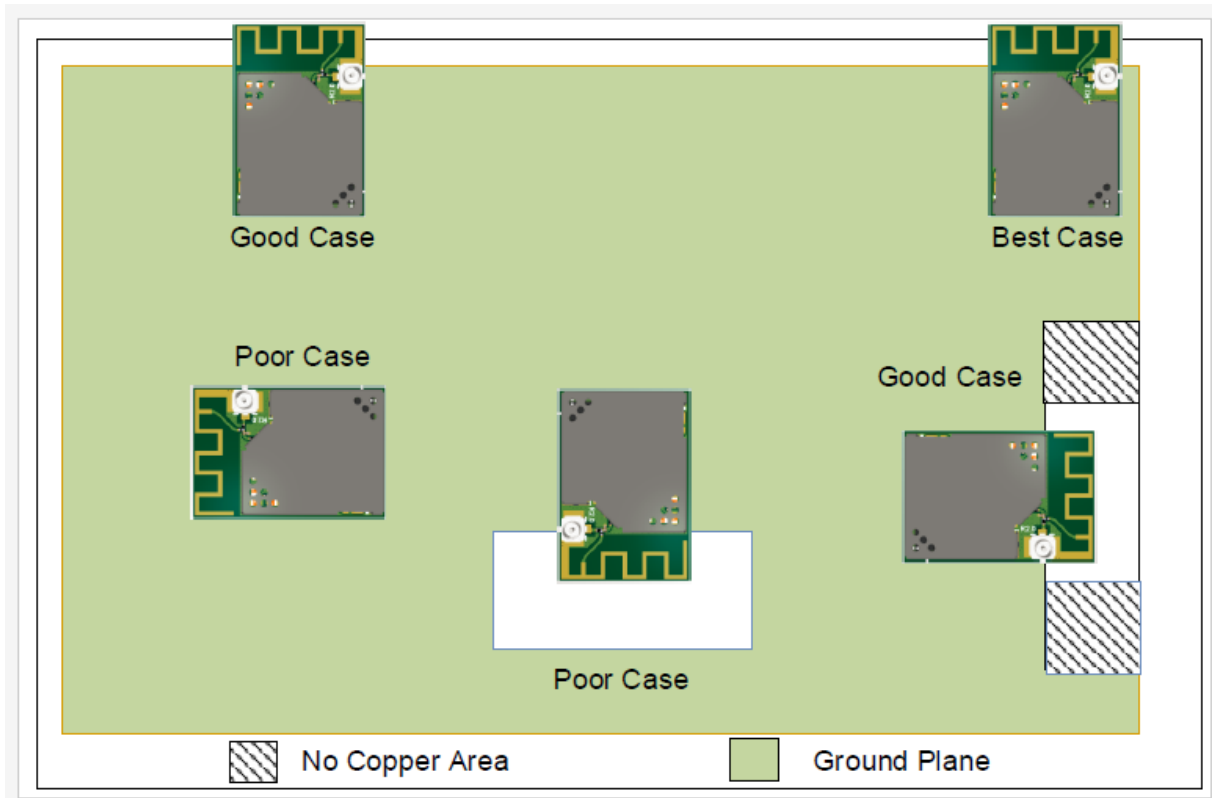 Good Case
Best Case
Poor Case
Good Case
Poor Case
No Copper Area
Ground Plane